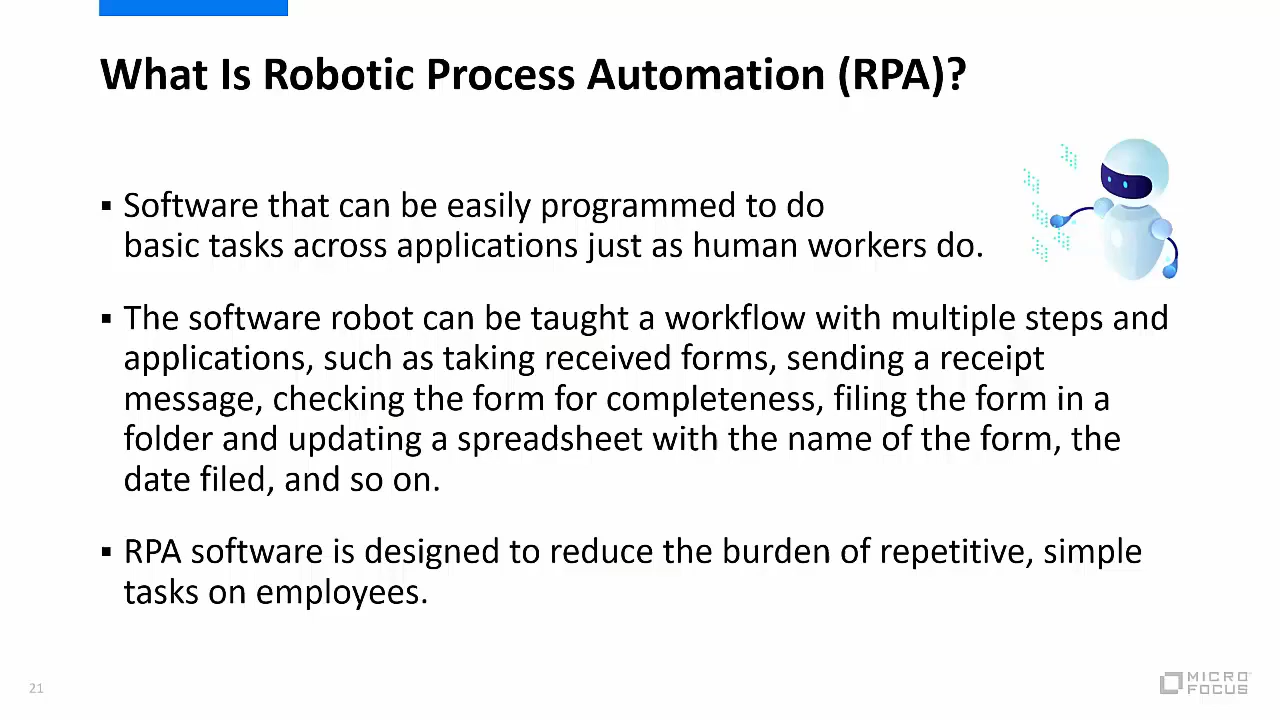 What Is Robotic Process Automation (RPA)?
▪ Software that can be easily programmed to do
basic tasks across applications just as human workers do.
▪ The software robot can be taught a workflow with multiple steps and
applications, such as taking received forms, sending a receipt
message, checking the form for completeness, filing the form in a
folder and updating a spreadsheet with the name of the form, the
date filed, and so on.
▪ RPA software is designed to reduce the burden of repetitive, simple
tasks on employees.
21
MICRO
FOCUS